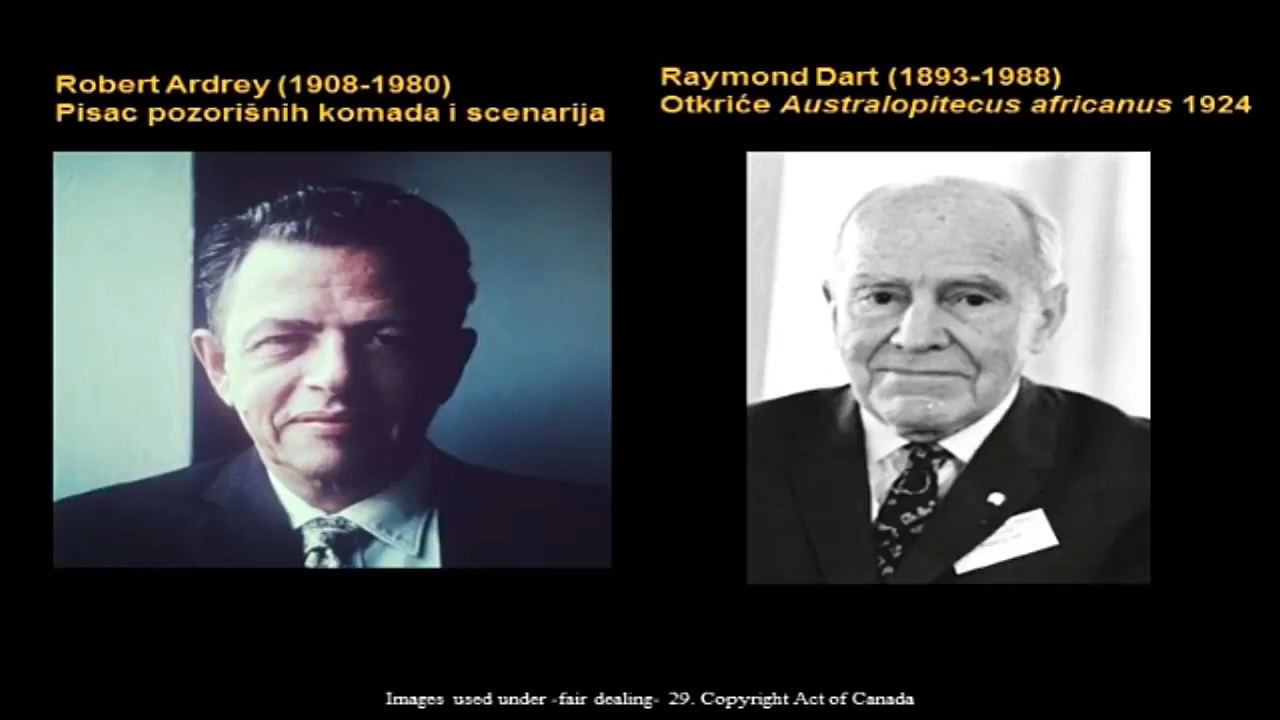 Robert Ardrey (1908-1980)
Pisac pozorišnih komada i scenarija
Raymond Dart (1893-1988)
Otkriće Australopitecus africanus 1924
Images used under -fair dealing- 29. Copyright Act of Canada